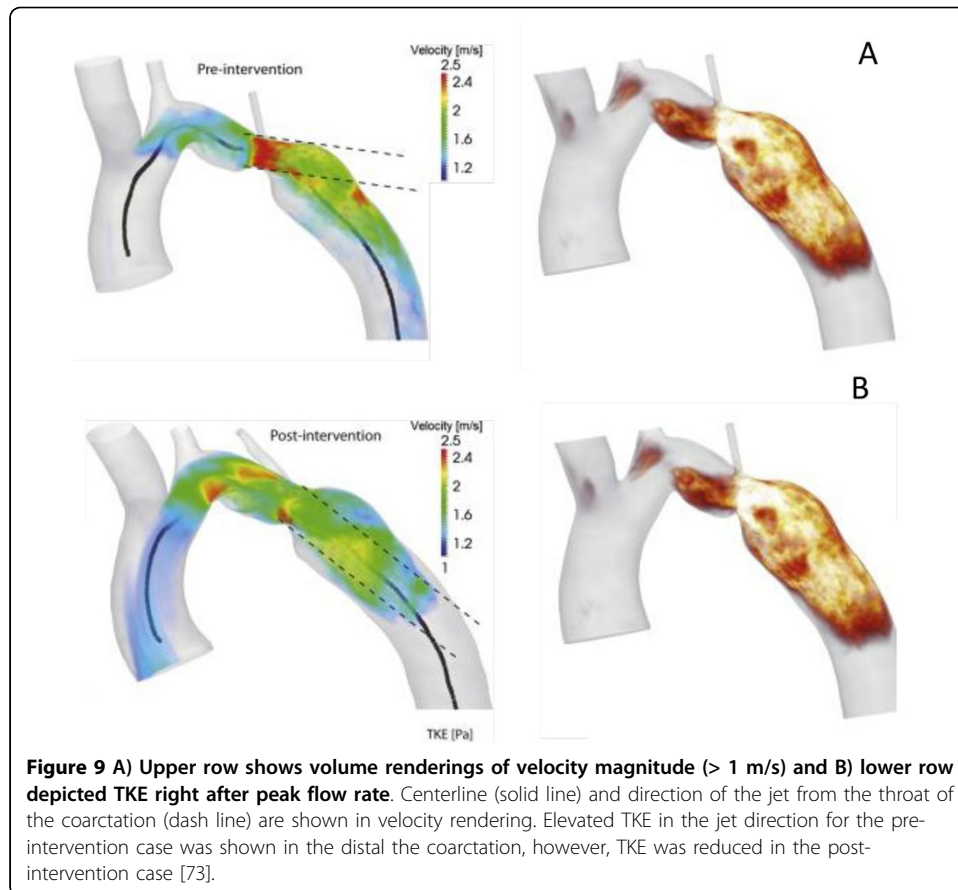 A
Pre-intervention
Velocity [m/s]
2.5
2.4
2
1.6
1.2
B
Post-intervention
Velocity [m/s]
2.5
2.4
2
1.6
1.2
1
TKE [Pa]
Figure 9 A) Upper row shows volume renderings of velocity magnitude (> 1 m/s) and B) lower row
depicted TKE right after peak flow rate. Centerline (solid line) and direction of the jet from the throat of
the coarctation (dash line) are shown in velocity rendering. Elevated TKE in the jet direction for the pre-
intervention case was shown in the distal the coarctation, however, TKE was reduced in the post-
intervention case [73].